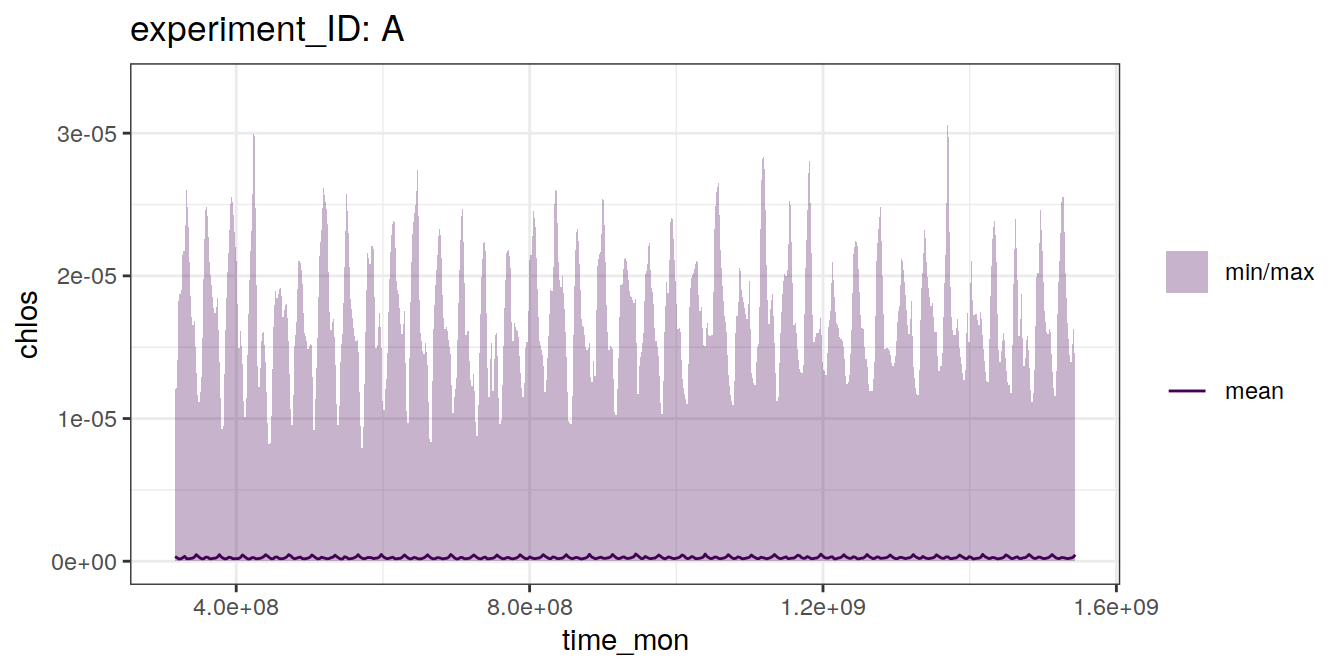 experiment_ID: A
chlos
3e-05
2e-05
1e-05
0e+00
4.0e+08
8.0e+08
1.2e+09
1.6e+09
time_mon
min/max
mean